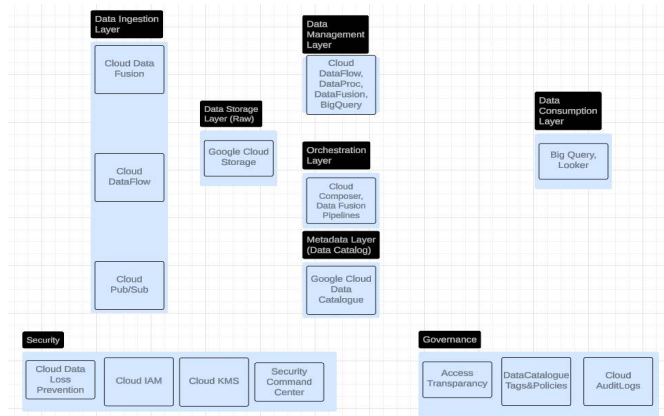 Data Ingestion
Layer
Cloud Data
Fusion
Cloud
DataFlow
Cloud
Pub/Sub
Data Storage
Layer (Raw)
Google Cloud
Storage
Data
Management
Layer
Cloud
DataFlow,
DataProc,
DataFusion,
BigQuery
Orchestration
Layer
Cloud
Composer,
Data Fusion
Pipelines
Metadata Layer
(Data Catalog)
Google Cloud
Data
Catalogue
Data
Consumption
Layer
Big Query,
Looker
Security
Cloud Data
Loss
Prevention
Cloud IAM
Cloud KMS
Security
Command
Center
Governance
Access
Transparancy
DataCatalogue
Tags&Policies
Cloud
AuditLogs